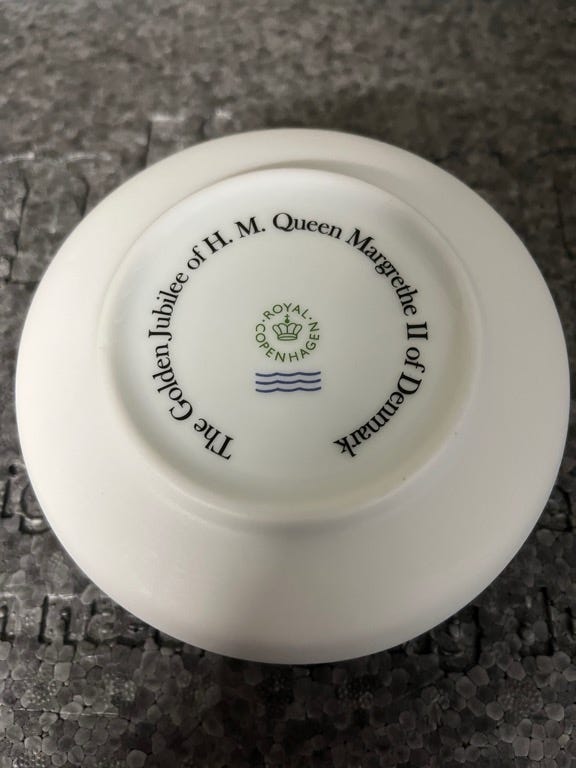 The Golden Jubilee of H. M. Queen Margrethe II of Denmark
·ROYAL·
COPENHAGEN